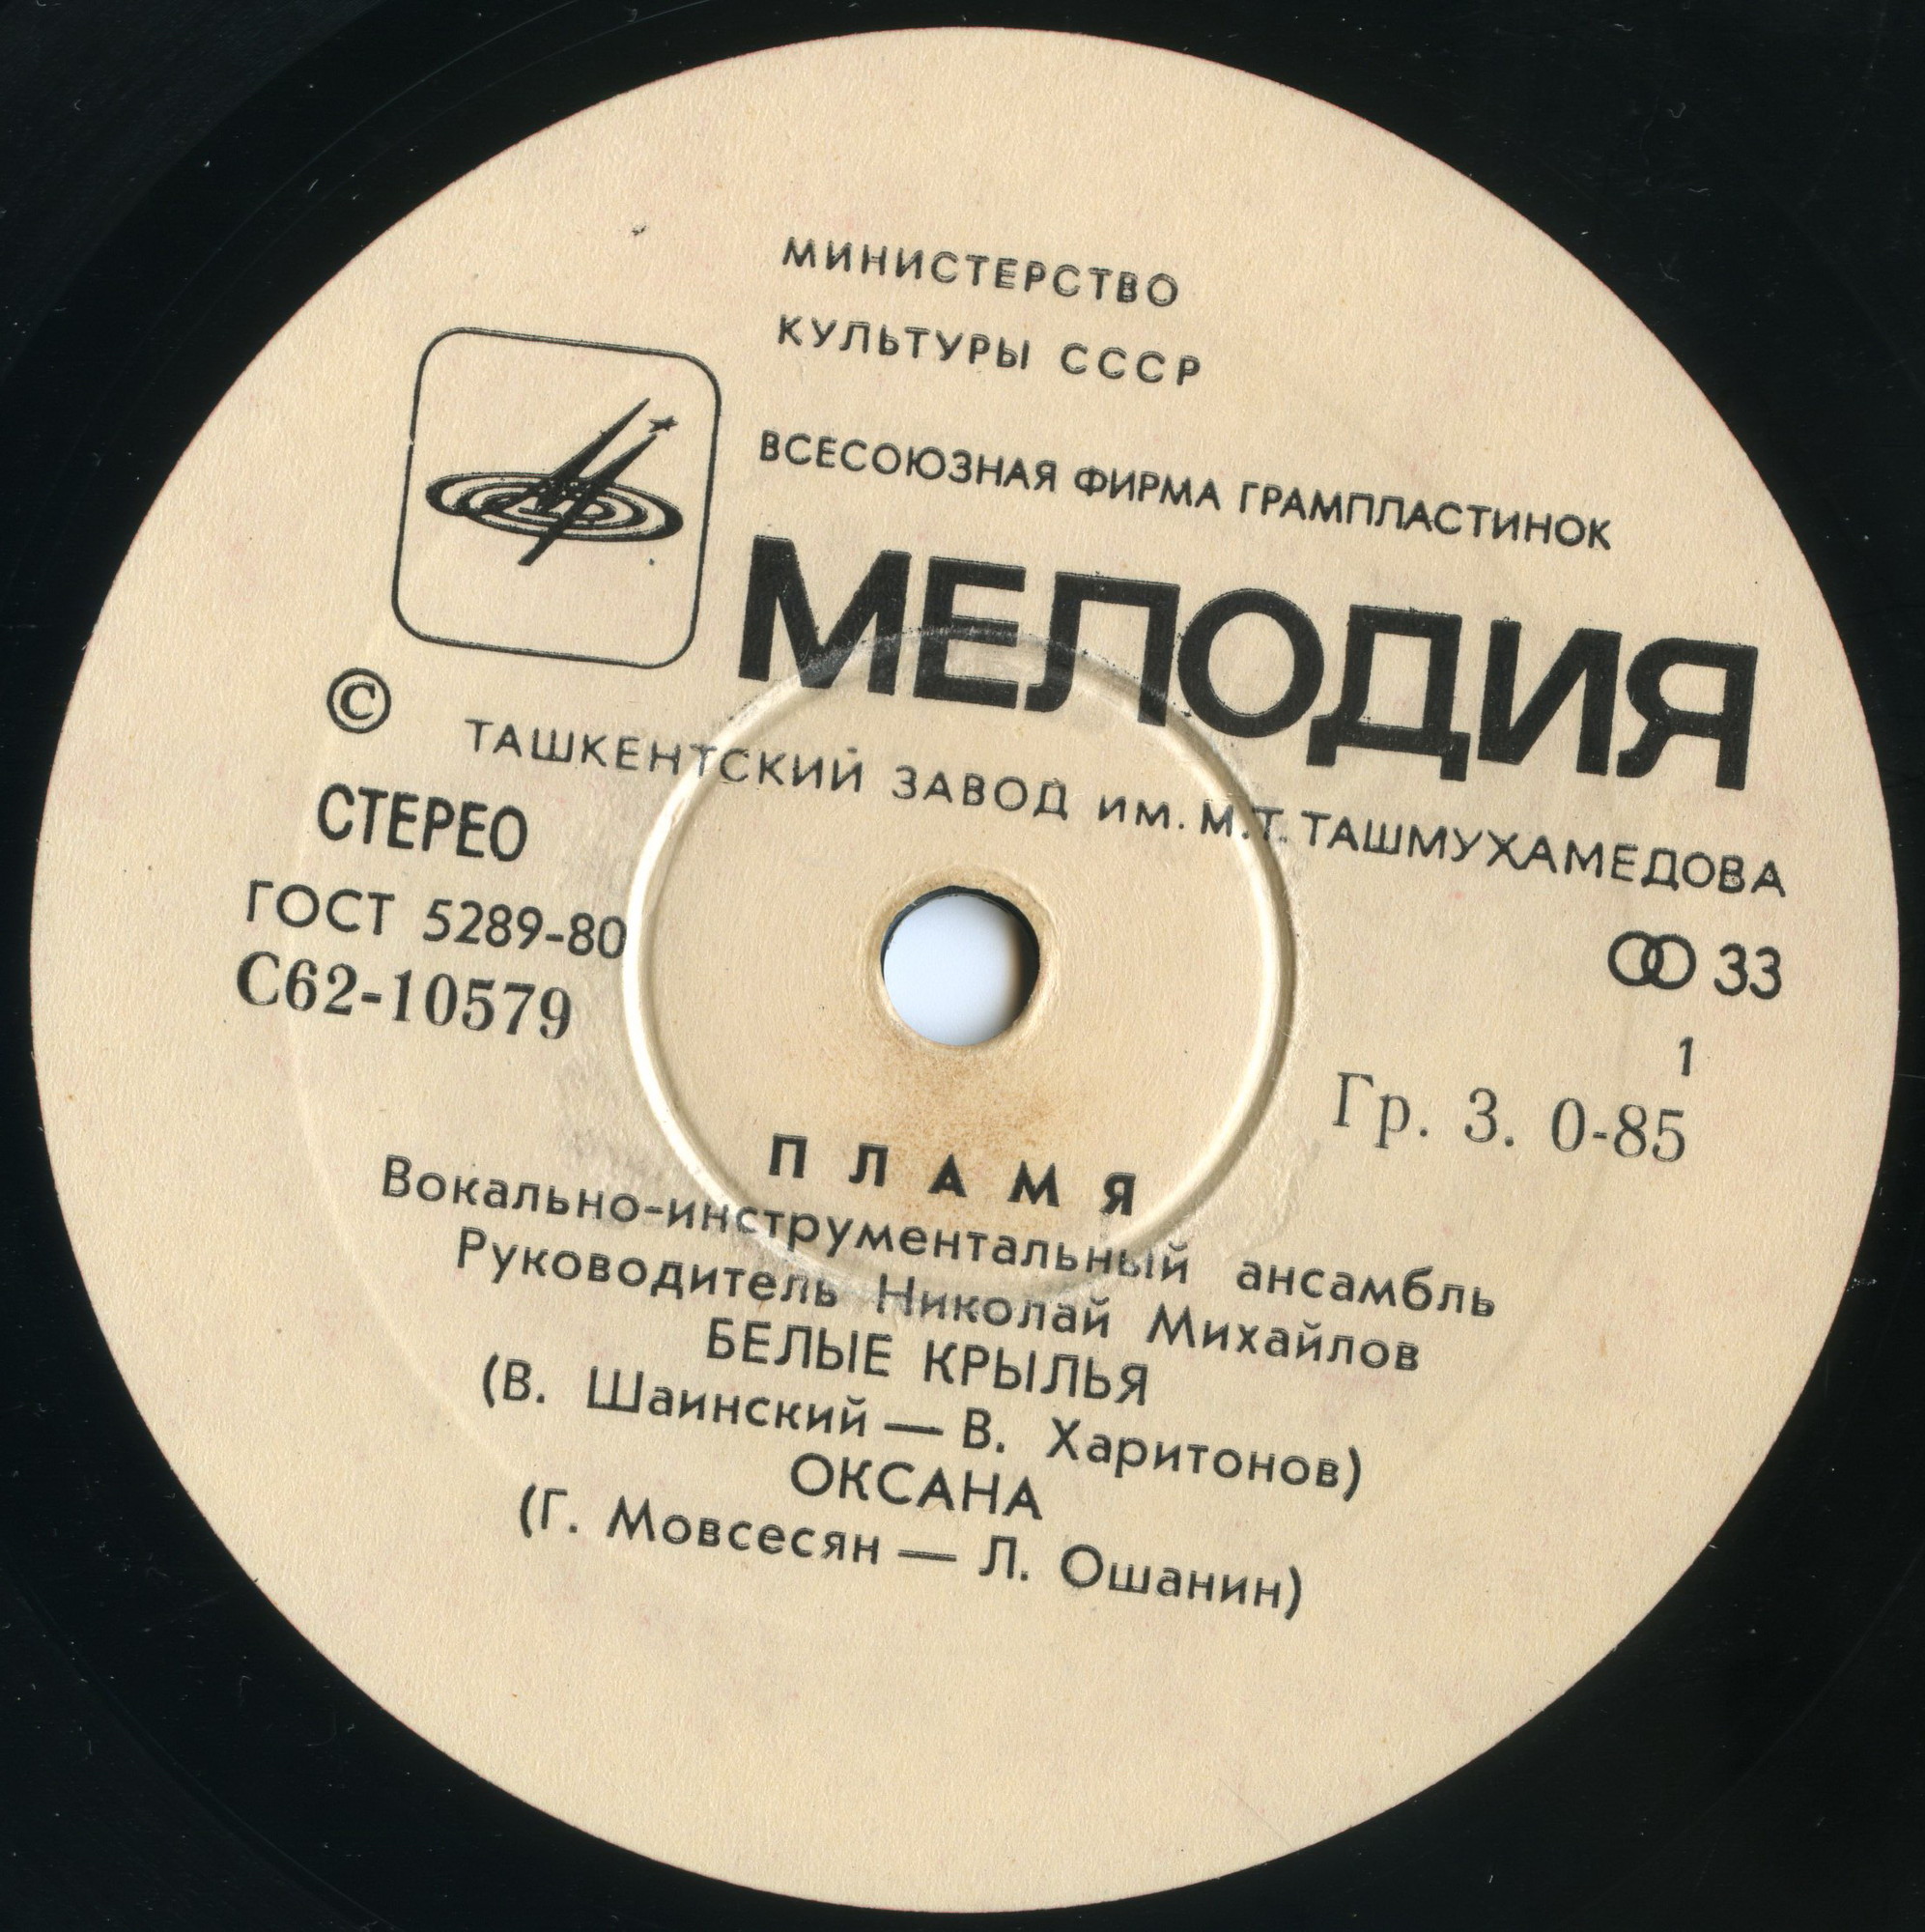 МИНИСТЕРСТВО
КУЛЬТУРЫ СССР
ВСЕСОЮЗНАЯ ФИРМА ГРАМПЛАСТИНОК
МЕЛОДИЯ
©
ТАШКЕНТСКИЙ ЗАВОД им. М.Т. ТАШМУХАМЕДОВА
СТЕРЕО
ГОСТ 5289-80
С62-10579
33
1
Гр. 3. 0-85
ПЛАМЯ
Вокально-инструментальный ансамбль
Руководитель Николай Михайлов
БЕЛЫЕ КРЫЛЬЯ
(В. Шаинский — В. Харитонов)
ОКСАНА
(Г. Мовсесян — Л. Ошанин)